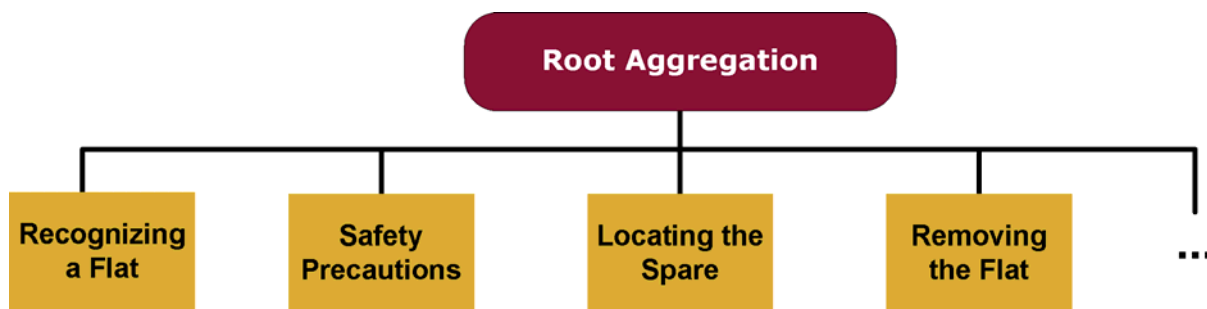 Root Aggregation
Recognizing
a Flat
Safety
Precautions
Locating the
Spare
Removing
the Flat
...